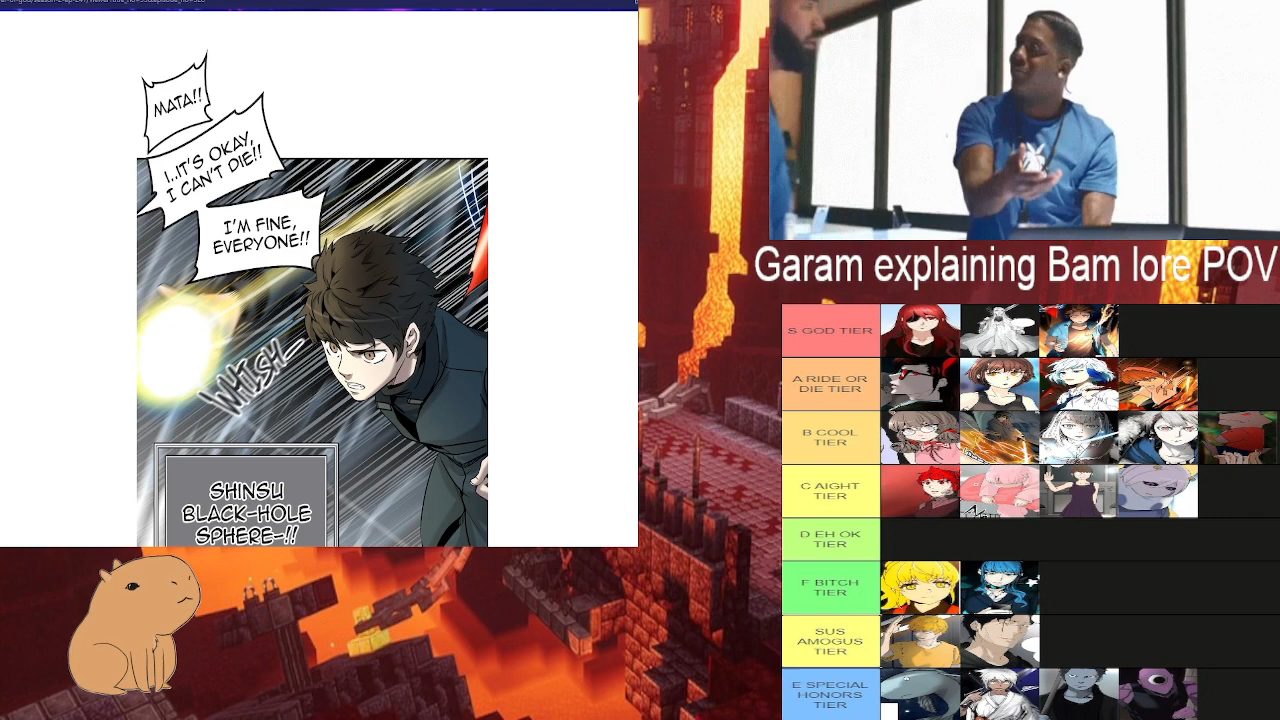 MATA!!
I..IT'S OKAY,
I CAN'T DIE!!
I'M FINE,
EVERYONE!!
WHISH—
SHINSU
BLACK-HOLE
SPHERE-!!
Garam explaining Bam lore POV
S GOD TIER
A RIDE OR
DIE TIER
B COOL
TIER
C AIGHT
TIER
D EH OK
TIER
F BITCH
TIER
SUS
AMOGUS
TIER
E SPECIAL
HONORS
TIER